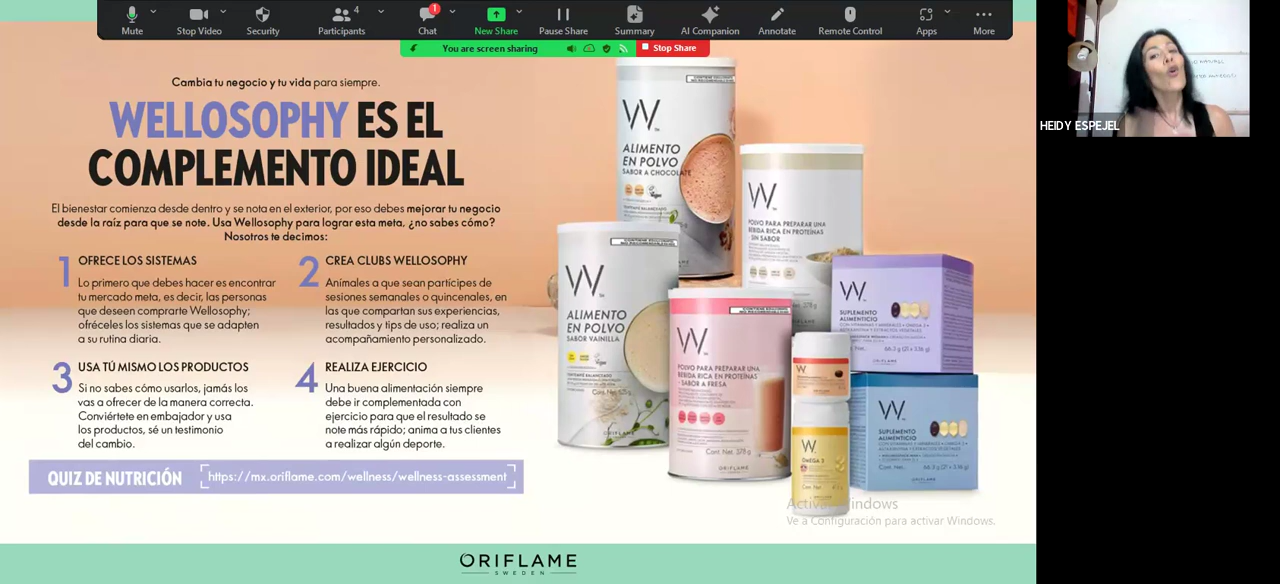 Mute
Stop Video
Security
4
Participants
1
Chat
New Share
Pause Share
Summary
AI Companion
Annotate
Remote Control
Apps
More
You are screen sharing
Stop Share
HEIDY ESPEJEL
Cambia tu negocio y tu vida para siempre.
WELLOSOPHY ES EL
COMPLEMENTO IDEAL
El bienestar comienza desde dentro y se nota en el exterior, por eso debes mejorar tu negocio
desde la raíz para que se note. Usa Wellosophy para lograr esta meta, ¿no sabes cómo?
Nosotros te decimos:
1 OFRECE LOS SISTEMAS
Lo primero que debes hacer es encontrar
tu mercado meta, es decir, las personas
que deseen comprarte Wellosophy;
ofréceles los sistemas que se adapten
a su rutina diaria.
2 CREA CLUBS WELLOSOPHY
Anímales a que sean partícipes de
sesiones semanales o quincenales, en
las que compartan sus experiencias,
resultados y tips de uso; realiza un
acompañamiento personalizado.
3 USA TÚ MISMO LOS PRODUCTOS
Si no sabes cómo usarlos, jamás los
vas a ofrecer de la manera correcta.
Conviértete en embajador y usa
los productos, sé un testimonio
del cambio.
4 REALIZA EJERCICIO
Una buena alimentación siempre
debe ir complementada con
ejercicio para que el resultado se
note más rápido; anima a tus clientes
a realizar algún deporte.
QUIZ DE NUTRICIÓN
https://mx.oriflame.com/wellness/wellness-assessment
W
ALIMENTO
EN POLVO
SABOR A CHOCOLATE
W
POLVO PARA PREPARAR UNA
BEBIDA RICA EN PROTEÍNAS
- SIN SABOR
W
ALIMENTO
EN POLVO
SABOR VAINILLA
ORIFLAME
W
POLVO PARA PREPARAR UNA
BEBIDA RICA EN PROTEÍNAS
- SABOR A FRESA
Cont. Net. 378 g
ORIFLAME
W
SUPLEMENTO
ALIMENTICIO
W
W
OMEGA 3
W
SUPLEMENTO
ALIMENTICIO
Activar Windows
Ve a Configuración para activar Windows.
ORIFLAME
SWEDEN